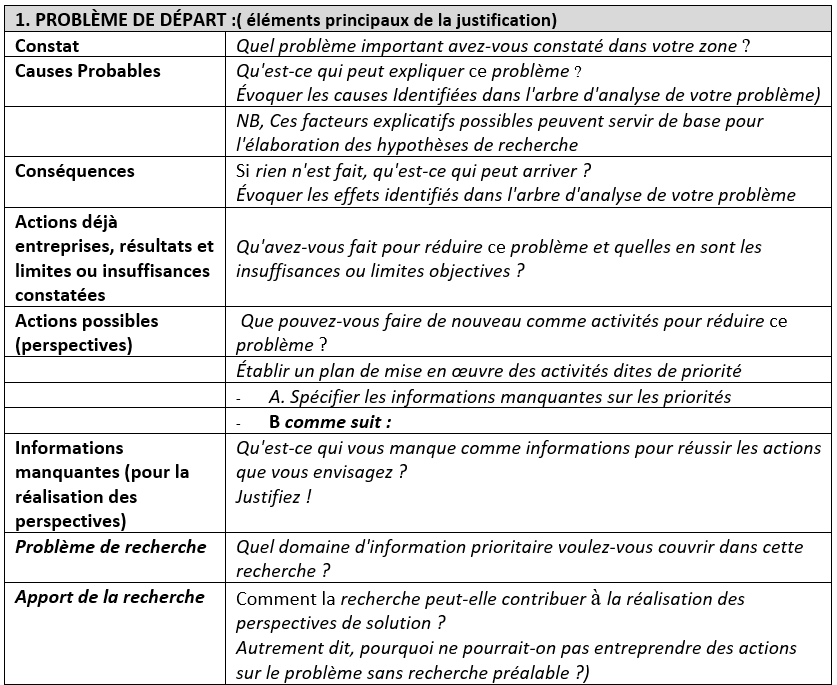 1. PROBLÈME DE DÉPART :( éléments principaux de la justification)
Constat
Quel problème important avez-vous constaté dans votre zone ?
Causes Probables
Qu'est-ce qui peut expliquer ce problème ?
Évoquer les causes Identifiées dans l'arbre d'analyse de votre problème)
NB, Ces facteurs explicatifs possibles peuvent servir de base pour
l'élaboration des hypothèses de recherche
Conséquences
Si rien n'est fait, qu'est-ce qui peut arriver ?
Évoquer les effets identifiés dans l'arbre d'analyse de votre problème
Actions déjà
entreprises, résultats et
limites ou insuffisances
constatées
Qu'avez-vous fait pour réduire ce problème et quelles en sont les
insuffisances ou limites objectives ?
Actions possibles
(perspectives)
Que pouvez-vous faire de nouveau comme activités pour réduire ce
problème ?
Établir un plan de mise en œuvre des activités dites de priorité
- A. Spécifier les informations manquantes sur les priorités
- B comme suit :
Informations
manquantes (pour la
réalisation des
perspectives)
Qu'est-ce qui vous manque comme informations pour réussir les actions
que vous envisagez ?
Justifiez !
Problème de recherche
Quel domaine d'information prioritaire voulez-vous couvrir dans cette
recherche ?
Apport de la recherche
Comment la recherche peut-elle contribuer à la réalisation des
perspectives de solution ?
Autrement dit, pourquoi ne pourrait-on pas entreprendre des actions
sur le problème sans recherche préalable ?)